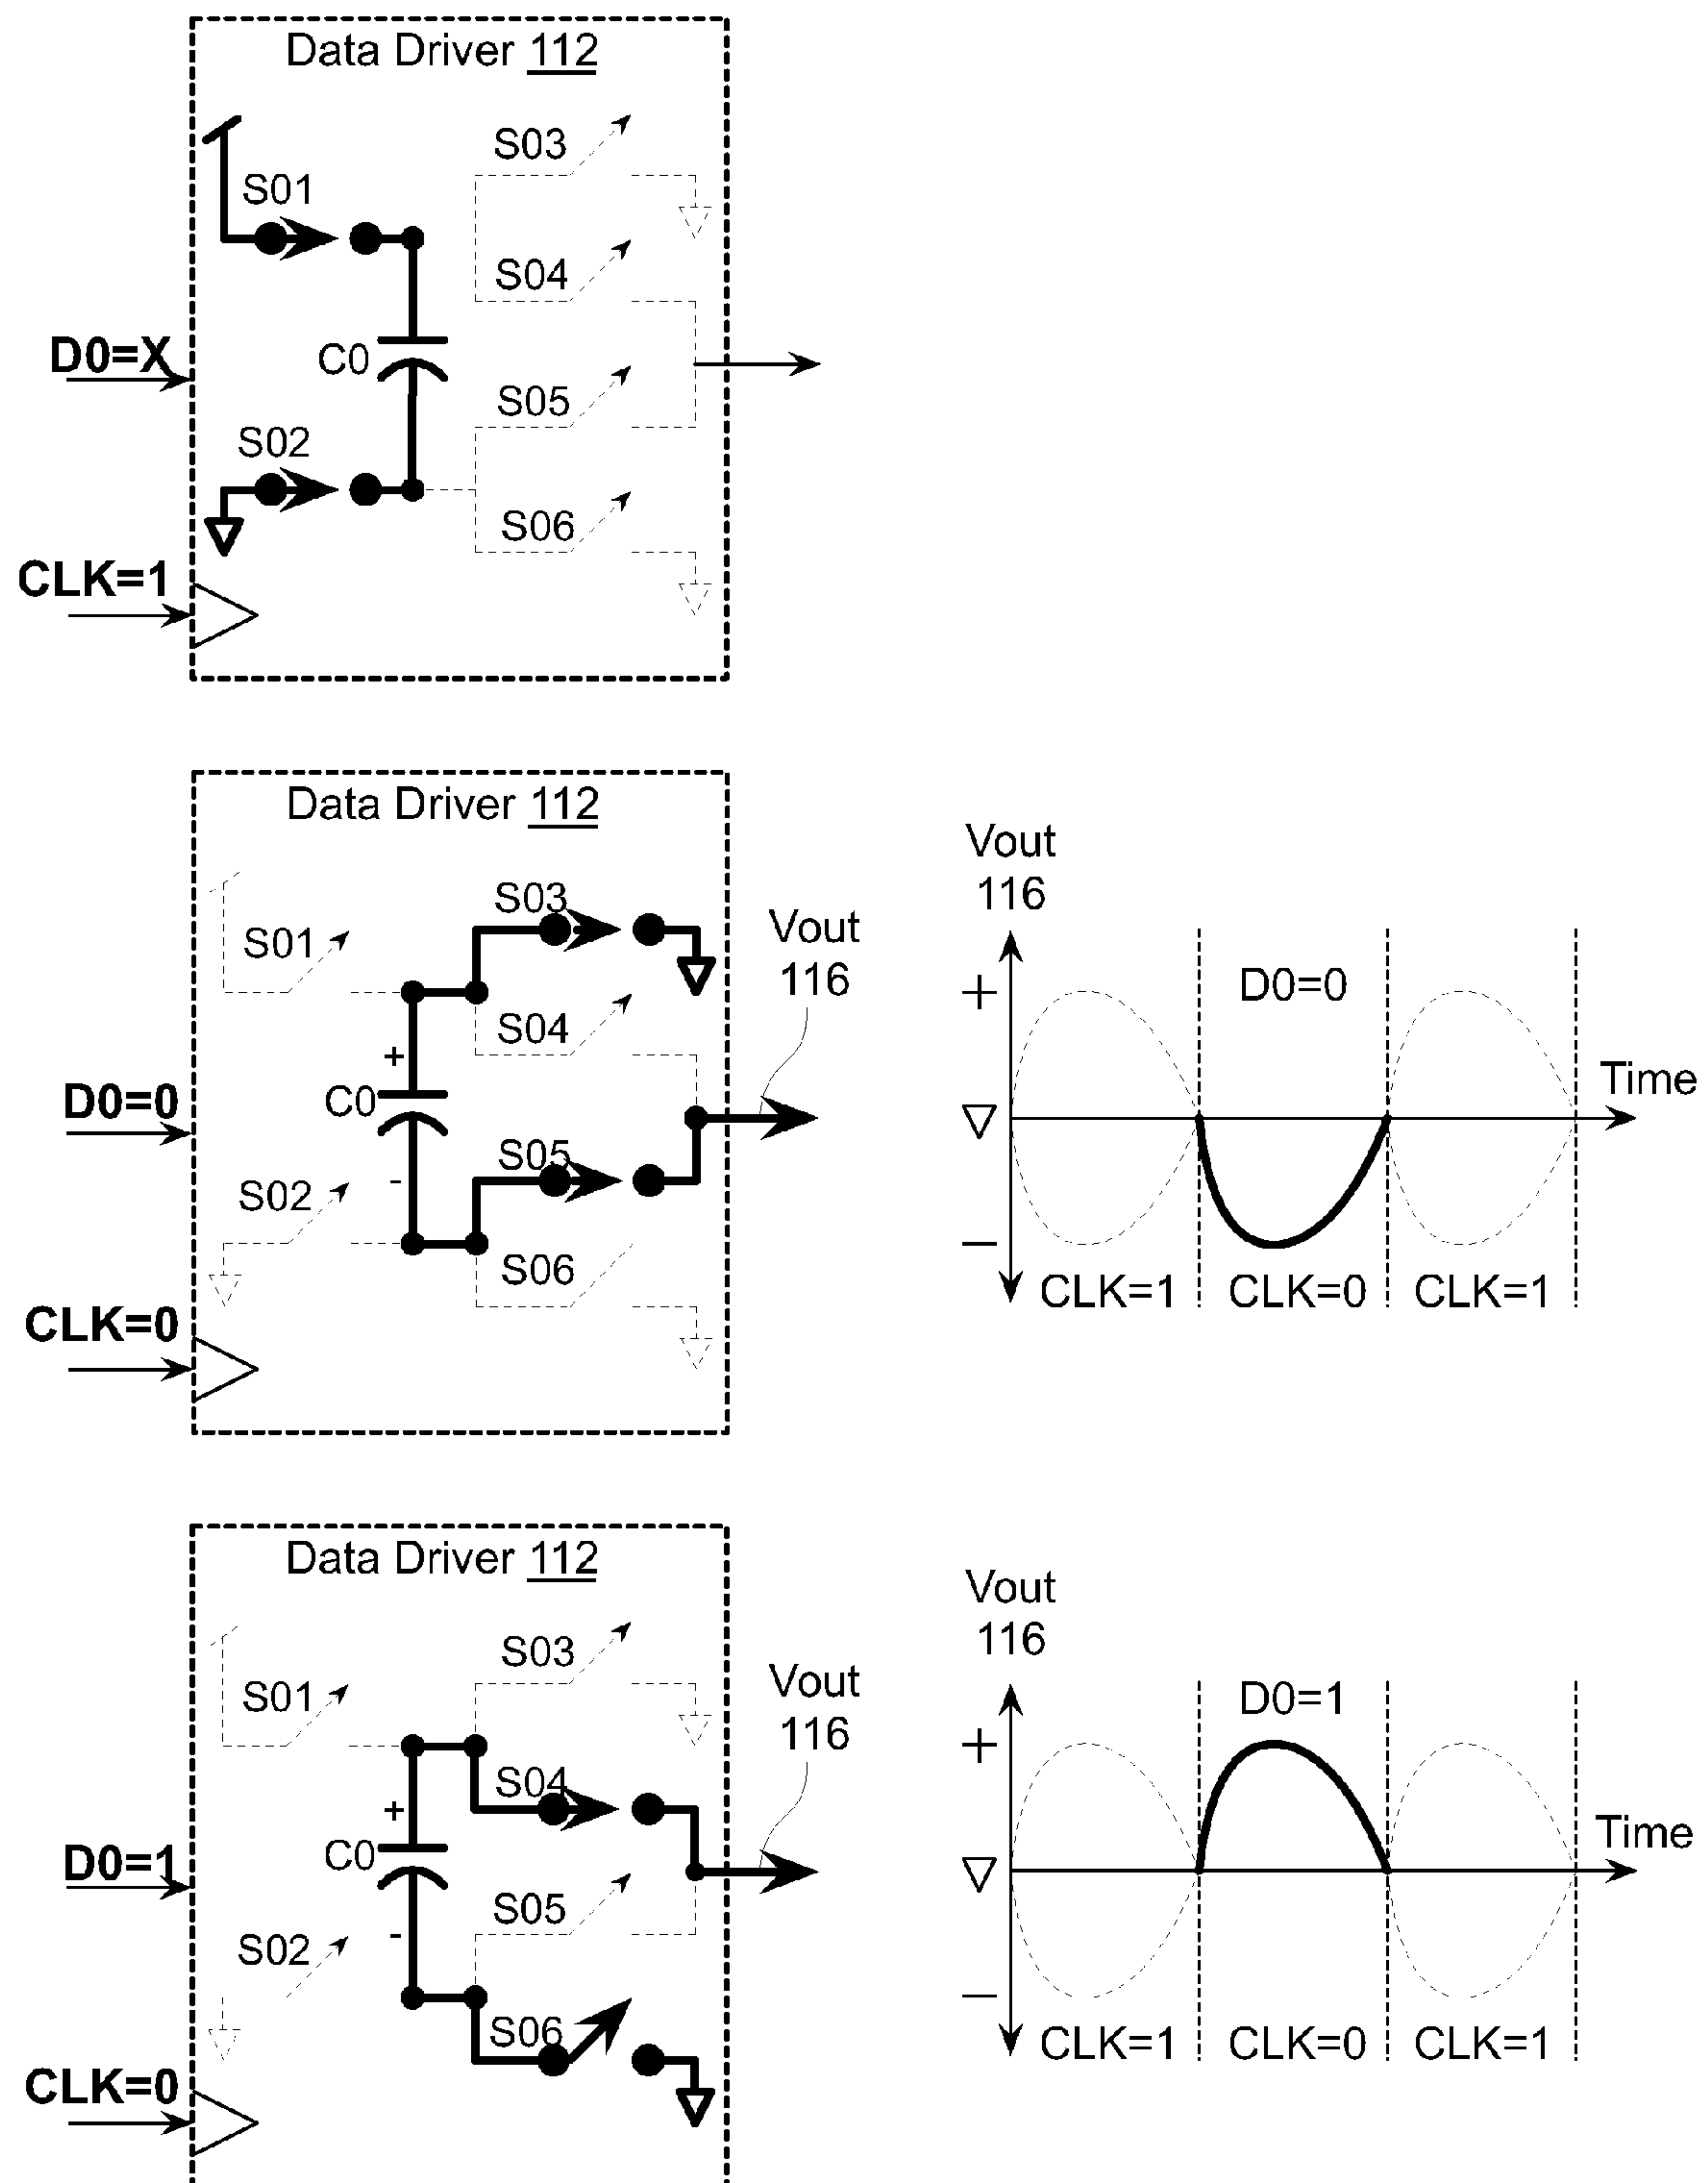 Data Driver 112
S03
S01
S04
D0=X
C0
S05
S02
S06
CLK=1
Data Driver 112
S03
S01
S04
+
D0=0
C0
S05
-
S02
S06
CLK=0
Vout
116
Vout
116
+
D0=0
Time
−
CLK=1 CLK=0 CLK=1
Data Driver 112
S03
S01
S04
+
D0=1
C0
S05
-
S02
S06
CLK=0
Vout
116
Vout
116
+
D0=1
Time
−
CLK=1 CLK=0 CLK=1